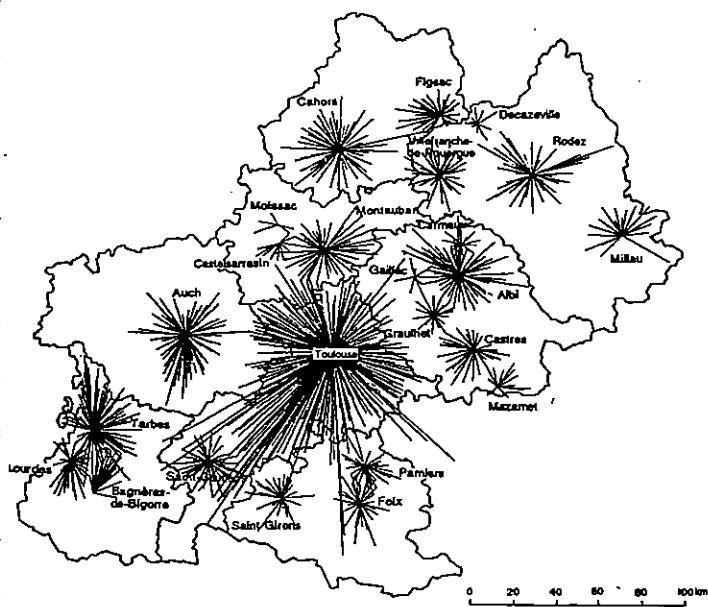 Figeac
Cahors
Decazeville
Villefranche-
de-Rouergue
Rodez
Moissac
Montauban
Carmaux
Castelsarrasin
Gaillac
Millau
Auch
Albi
Graulhet
Castres
Toulouse
Mazamet
Tarbes
Lourdes
Pamiers
Bagnères-
de-Bigorre
Foix
Saint Girons
0 20 40 60 80 100 km